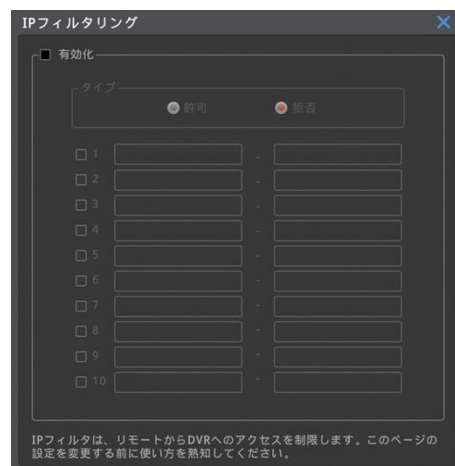 IPフィルタリング
有効化
タイプ
許可 拒否
1 -
2 -
3 -
4 -
5 -
6 -
7 -
8 -
9 -
10 -
IPフィルタは、リモートからDVRへのアクセスを制限します。このページの
設定を変更する前に使い方を熟知してください。